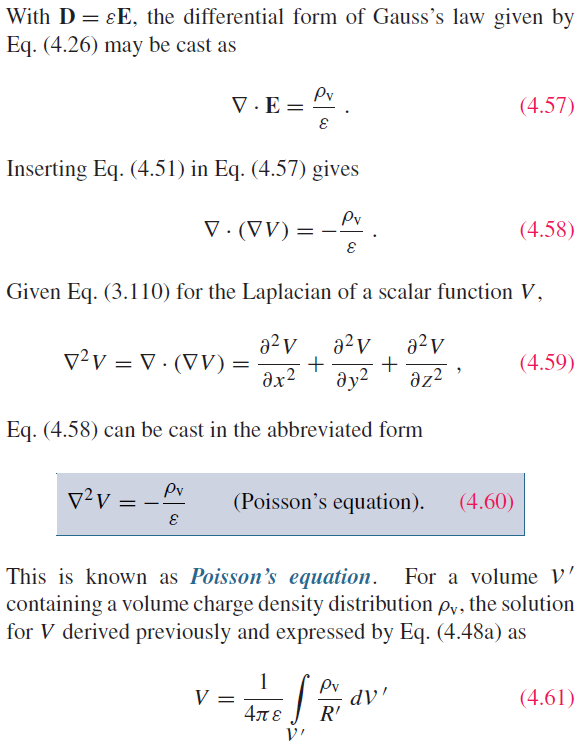 With D = εE, the differential form of Gauss’s law given by
Eq. (4.26) may be cast as
∇ · E = ρv/ε . (4.57)
Inserting Eq. (4.51) in Eq. (4.57) gives
∇ · (∇V) = −ρv/ε . (4.58)
Given Eq. (3.110) for the Laplacian of a scalar function V,
∇²V = ∇ · (∇V) = ∂²V/∂x² + ∂²V/∂y² + ∂²V/∂z² , (4.59)
Eq. (4.58) can be cast in the abbreviated form
∇²V = −ρv/ε (Poisson’s equation). (4.60)
This is known as Poisson’s equation. For a volume 𝒱′
containing a volume charge density distribution ρv, the solution
for V derived previously and expressed by Eq. (4.48a) as
V = 1/4πε ∫𝒱′ ρv/R′ d𝒱′ (4.61)